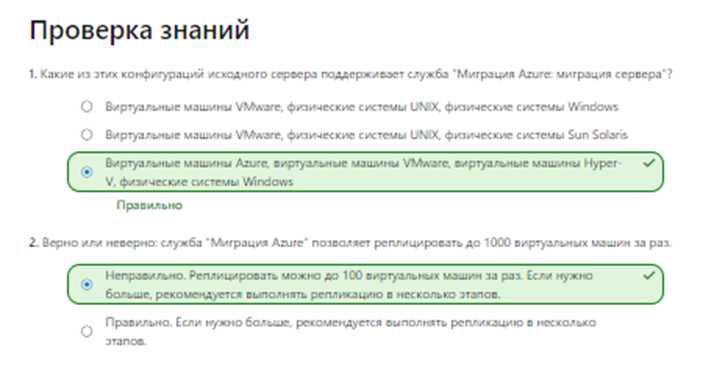 Проверка знаний
1. Какие из этих конфигураций исходного сервера поддерживает служба "Миграция Azure: миграция сервера"?
Виртуальные машины VMware, физические системы UNIX, физические системы Windows
Виртуальные машины VMware, физические системы UNIX, физические системы Sun Solaris
Виртуальные машины Azure, виртуальные машины VMware, виртуальные машины Hyper-
V, физические системы Windows
Правильно
2. Верно или неверно: служба "Миграция Azure" позволяет реплицировать до 1000 виртуальных машин за раз.
Неправильно. Реплицировать можно до 100 виртуальных машин за раз. Если нужно
больше, рекомендуется выполнять репликацию в несколько этапов.
Правильно. Если нужно больше, рекомендуется выполнять репликацию в несколько
этапов.